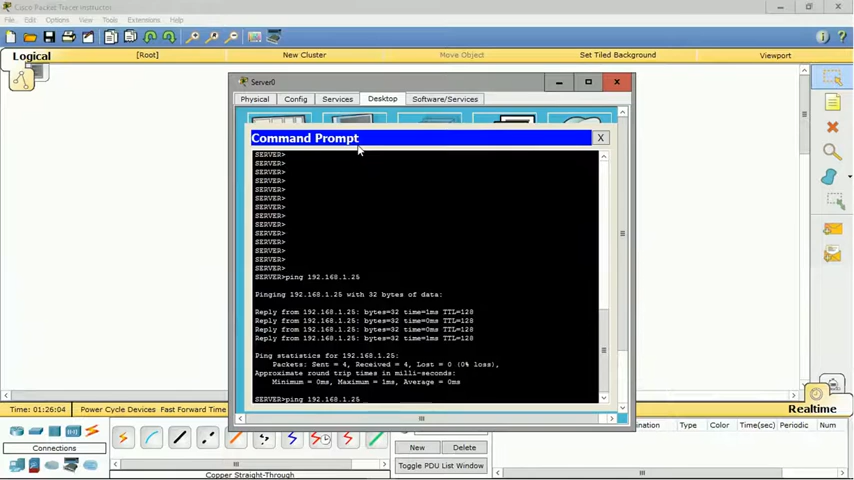 Cisco Packet Tracer Instructor
File Edit Options View Tools Extensions Help
Logical [Root] New Cluster Move Object Set Tiled Background Viewport
Server0
Physical Config Services Desktop Software/Services
Command Prompt X
SERVER>
SERVER>
SERVER>
SERVER>
SERVER>
SERVER>
SERVER>
SERVER>
SERVER>
SERVER>
SERVER>
SERVER>
SERVER>
SERVER>
SERVER>ping 192.168.1.25
Pinging 192.168.1.25 with 32 bytes of data:
Reply from 192.168.1.25: bytes=32 time=1ms TTL=128
Reply from 192.168.1.25: bytes=32 time=0ms TTL=128
Reply from 192.168.1.25: bytes=32 time=0ms TTL=128
Reply from 192.168.1.25: bytes=32 time=1ms TTL=128
Ping statistics for 192.168.1.25:
Packets: Sent = 4, Received = 4, Lost = 0 (0% loss),
Approximate round trip times in milli-seconds:
Minimum = 0ms, Maximum = 1ms, Average = 0ms
SERVER>ping 192.168.1.25
Time: 01:26:04 Power Cycle Devices Fast Forward Time Realtime
Connections
Copper Straight-Through
New Delete
Toggle PDU List Window
Type Color Time(sec) Periodic Num